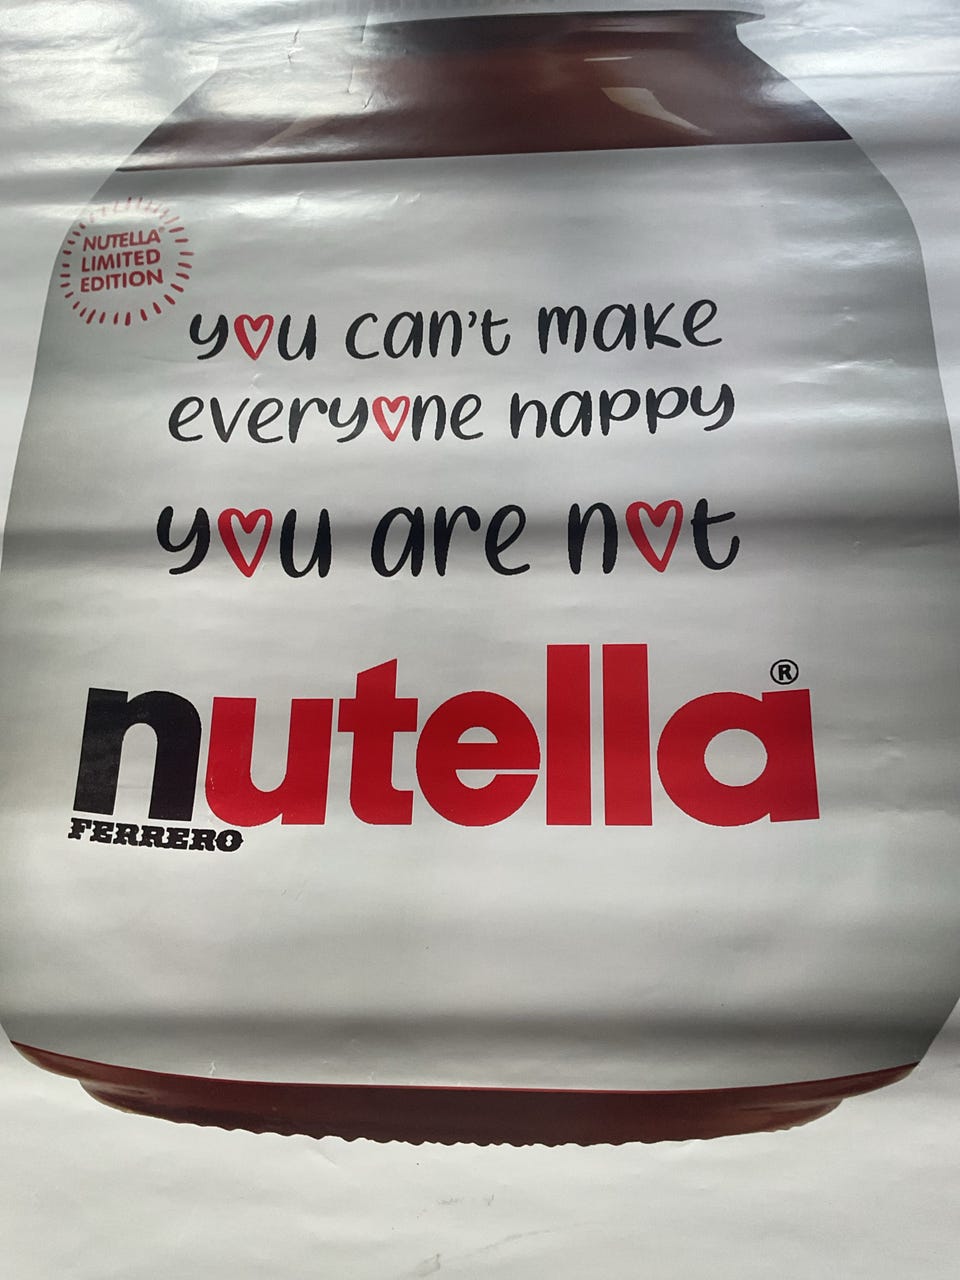 NUTELLA®
LIMITED
EDITION
you can't make
everyone happy
you are not
nutella®
FERRERO